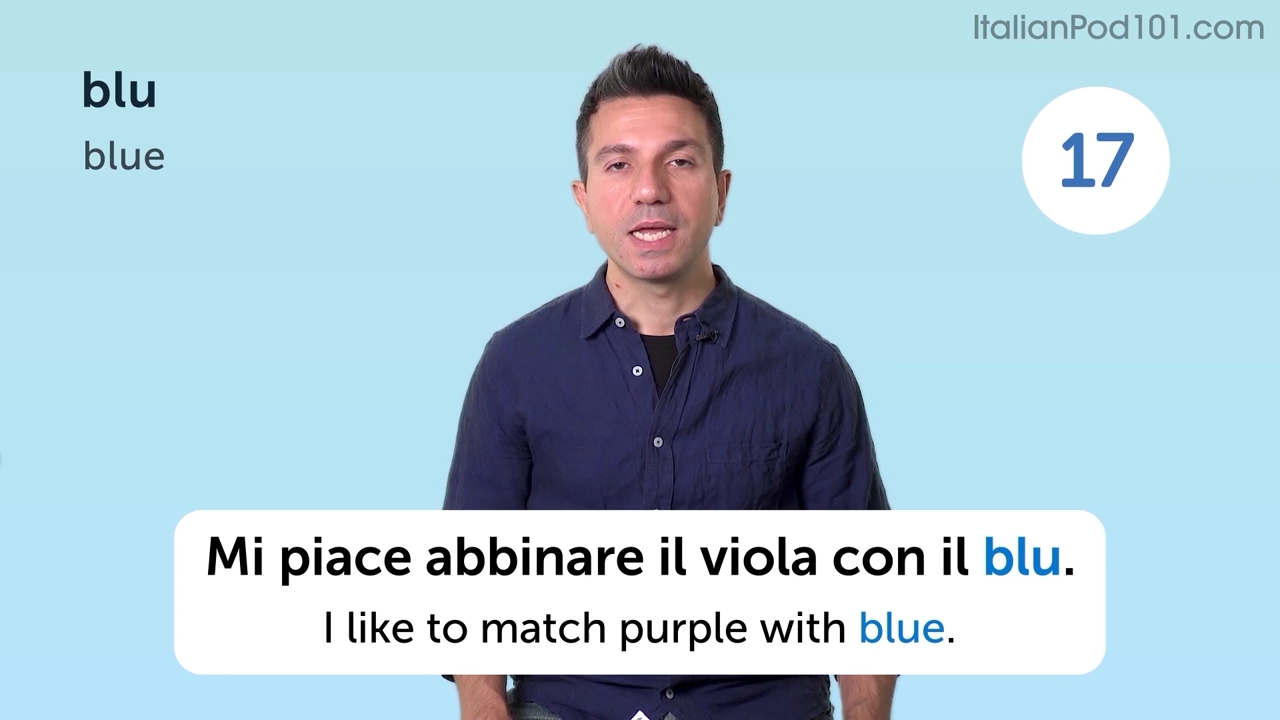 ItalianPod101.com
blu
blue
17
Mi piace abbinare il viola con il blu.
I like to match purple with blue.